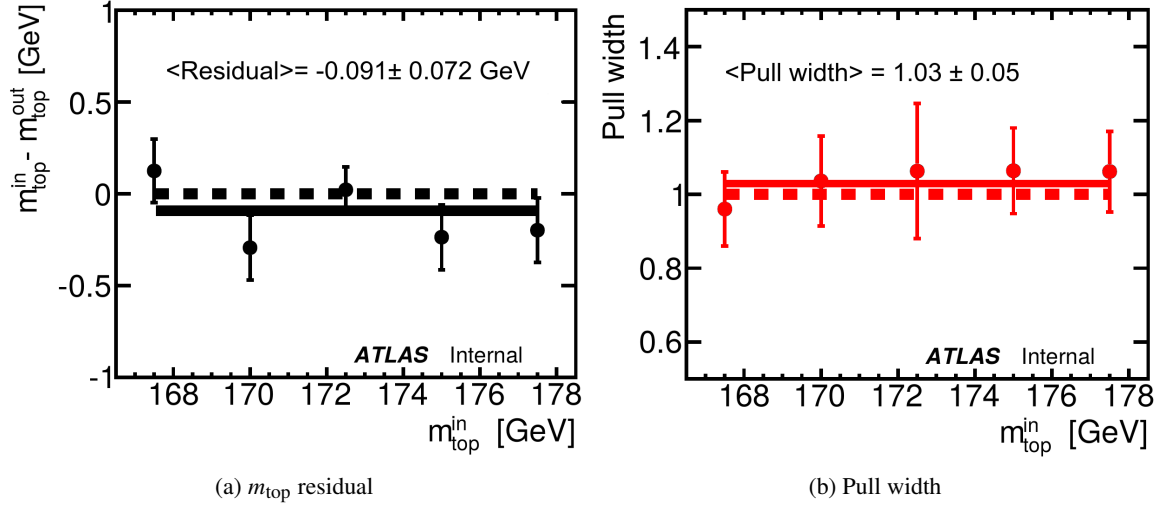 m_top^in - m_top^out [GeV]
1
0.5
0
-0.5
-1
<Residual>= -0.091± 0.072 GeV
ATLAS Internal
168 170 172 174 176 178
m_top^in [GeV]
(a) m_top residual
Pull width
1.4
1.2
1
0.8
0.6
<Pull width> = 1.03 ± 0.05
ATLAS Internal
168 170 172 174 176 178
m_top^in [GeV]
(b) Pull width